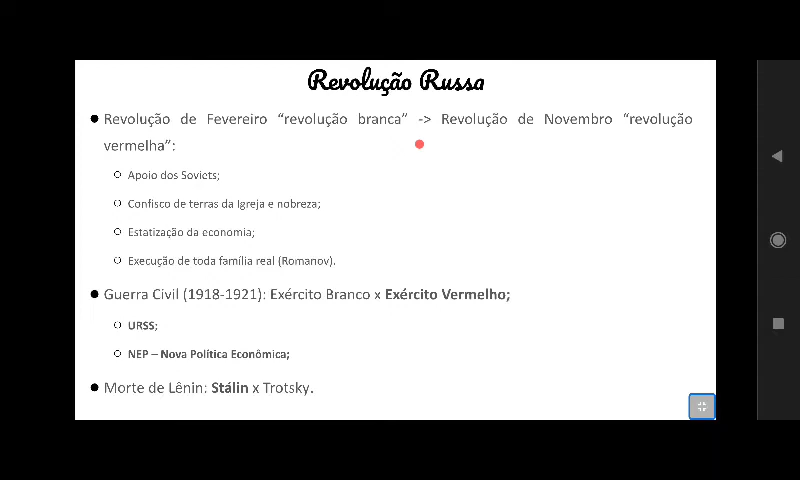 Revolução Russa
Revolução de Fevereiro “revolução branca” -> Revolução de Novembro “revolução
vermelha”:
Apoio dos Soviets;
Confisco de terras da Igreja e nobreza;
Estatização da economia;
Execução de toda família real (Romanov).
Guerra Civil (1918-1921): Exército Branco x Exército Vermelho;
URSS;
NEP – Nova Política Econômica;
Morte de Lênin: Stálin x Trotsky.